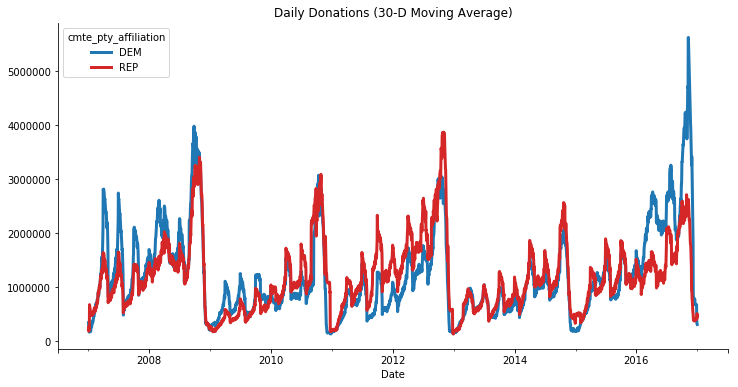 Daily Donations (30-D Moving Average)
cmte_pty_affiliation
DEM
REP
5000000
4000000
3000000
2000000
1000000
0
2008 2010 2012 2014 2016
Date